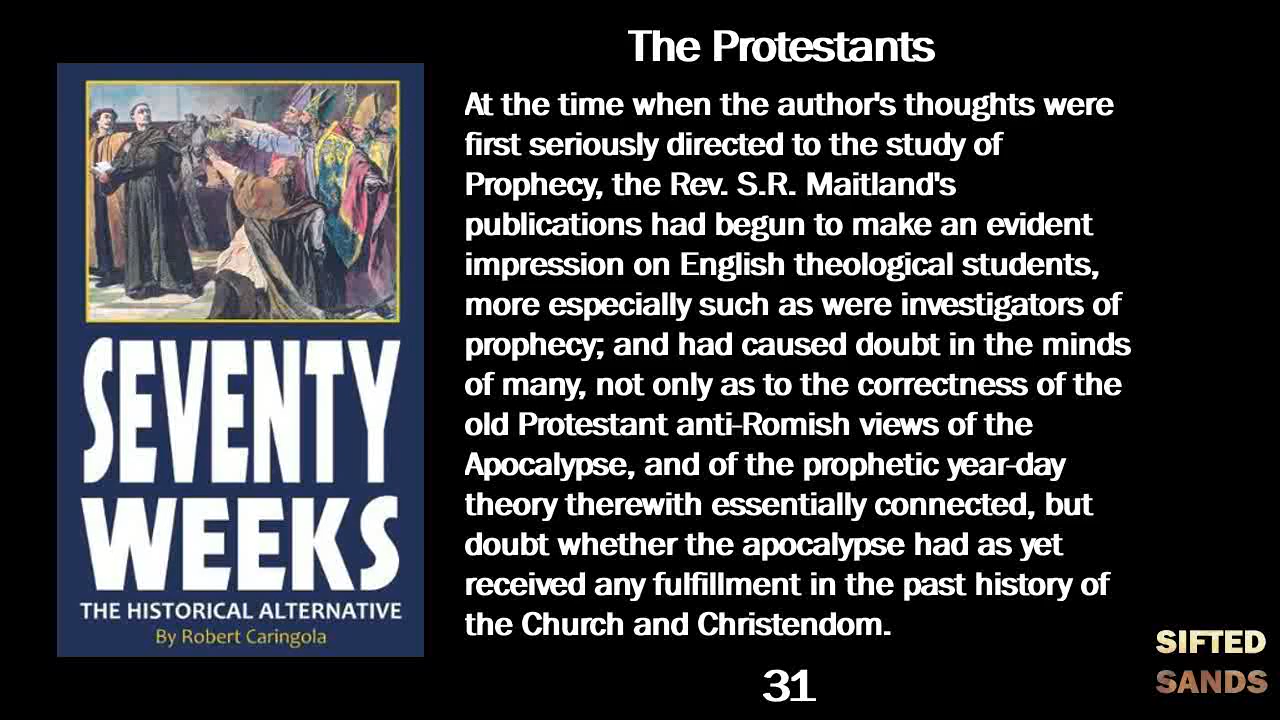 The Protestants
At the time when the author's thoughts were
first seriously directed to the study of
Prophecy, the Rev. S.R. Maitland's
publications had begun to make an evident
impression on English theological students,
more especially such as were investigators of
prophecy; and had caused doubt in the minds
of many, not only as to the correctness of the
old Protestant anti-Romish views of the
Apocalypse, and of the prophetic year-day
theory therewith essentially connected, but
doubt whether the apocalypse had as yet
received any fulfillment in the past history of
the Church and Christendom.
31
SEVENTY
WEEKS
THE HISTORICAL ALTERNATIVE
By Robert Caringola
SIFTED
SANDS